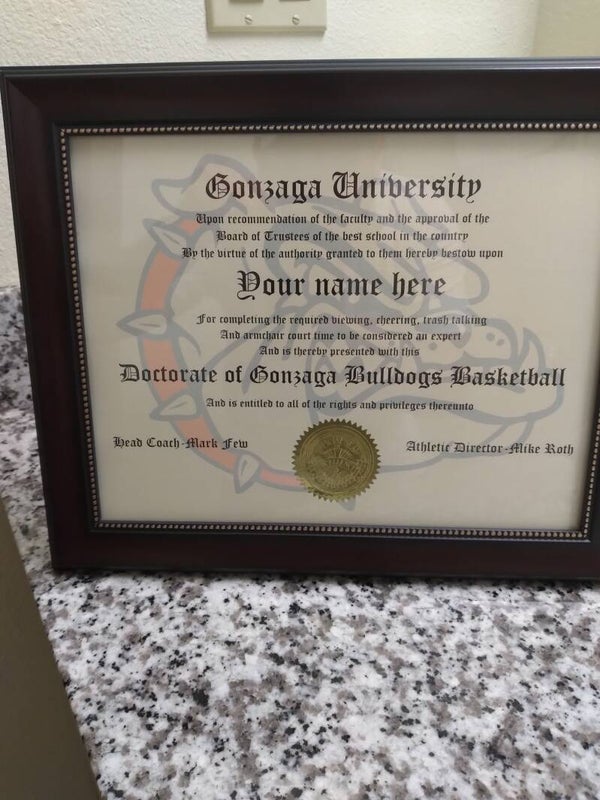 Gonzaga University
Upon recommendation of the faculty and the approval of the
Board of Trustees of the best school in the country
By the virtue of the authority granted to them hereby bestow upon
Your name here
For completing the required viewing, cheering, trash talking
And armchair court time to be considered an expert
And is thereby presented with this
Doctorate of Gonzaga Bulldogs Basketball
And is entitled to all of the rights and privileges thereunto
Head Coach-Mark Few
Athletic Director-Mike Roth